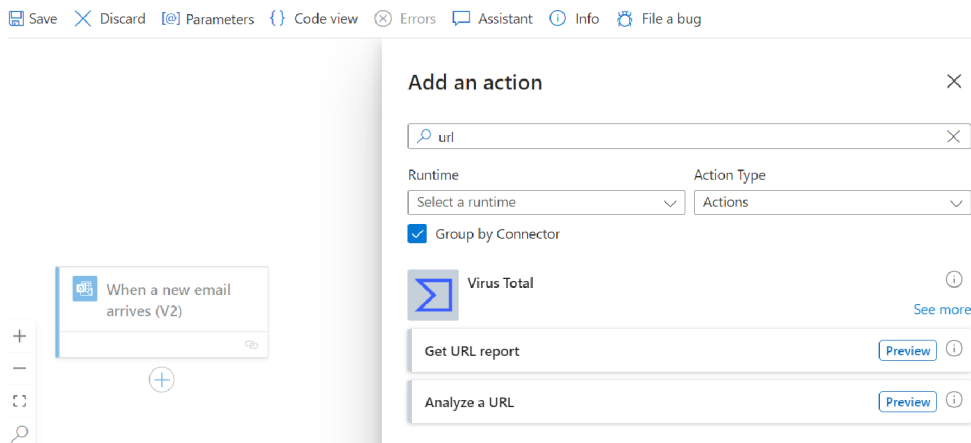 Save Discard [@] Parameters {} Code view Errors Assistant Info File a bug
Add an action
url
Runtime Action Type
Select a runtime Actions
Group by Connector
Virus Total
See more
When a new email
arrives (V2)
Get URL report Preview
Analyze a URL Preview